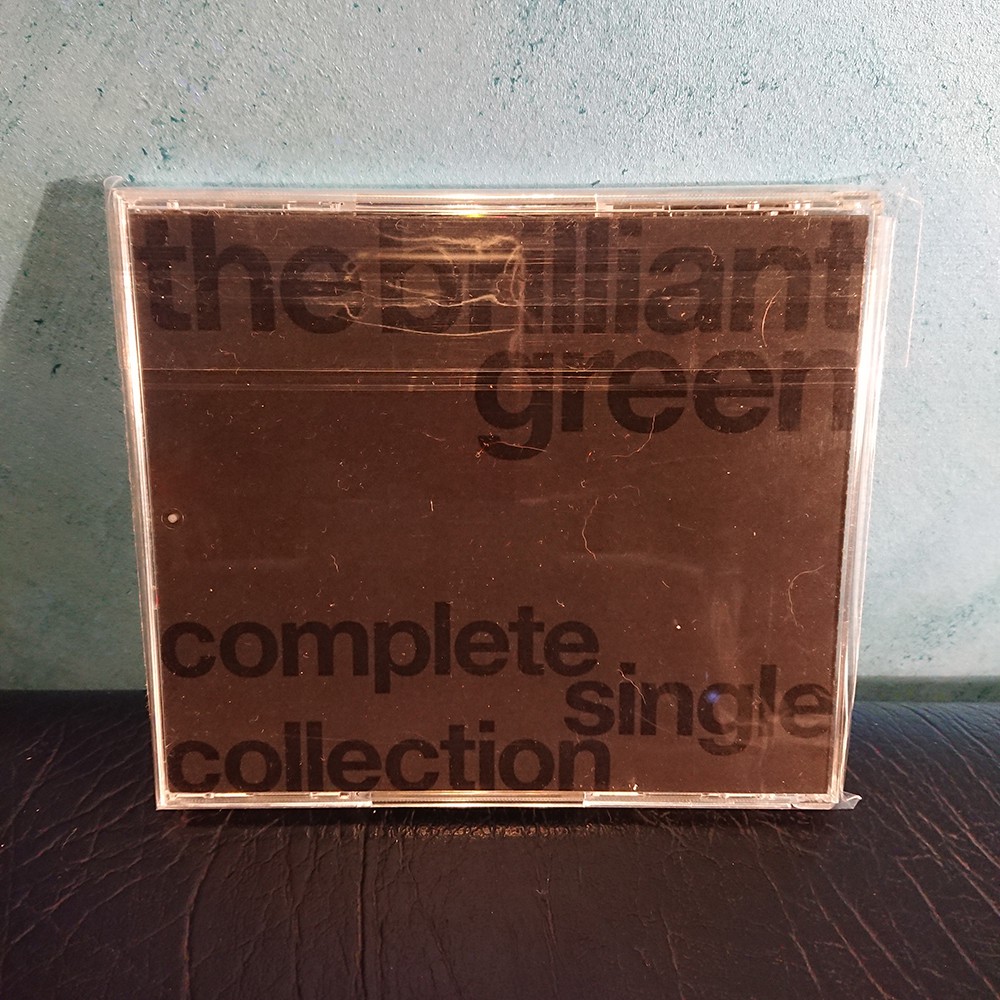 the brilliant
green
complete
single
collection